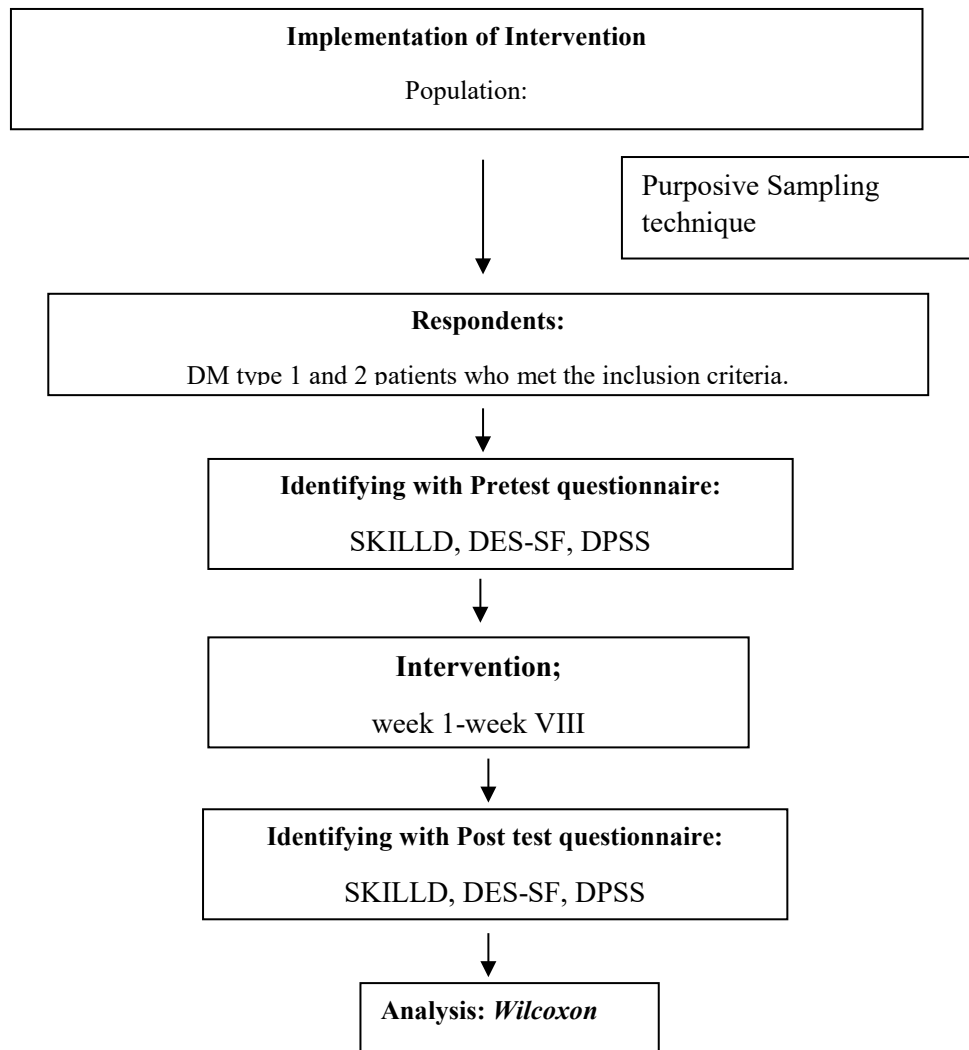 Implementation of Intervention
Population:
Purposive Sampling
technique
Respondents:
DM type 1 and 2 patients who met the inclusion criteria.
Identifying with Pretest questionnaire:
SKILLD, DES-SF, DPSS
Intervention;
week 1-week VIII
Identifying with Post test questionnaire:
SKILLD, DES-SF, DPSS
Analysis: Wilcoxon